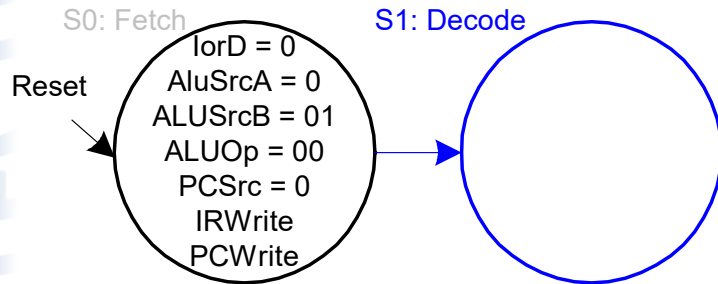 S0: Fetch
S1: Decode
Reset
IorD = 0
AluSrcA = 0
ALUSrcB = 01
ALUOp = 00
PCSrc = 0
IRWrite
PCWrite